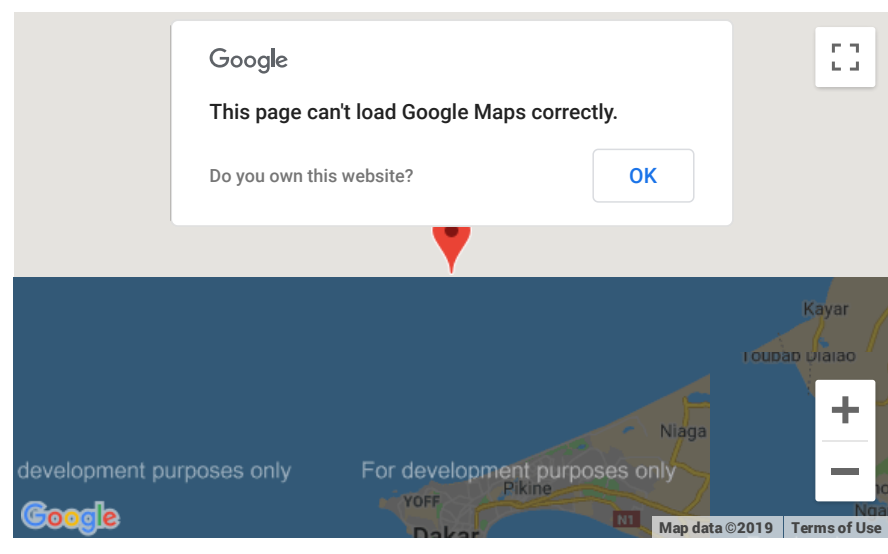 Google
This page can't load Google Maps correctly.
Do you own this website?
OK
Kayar
Toubab Dialao
Niaga
development purposes only
For development purposes only
Pikine
YOFF
N1
Dakar
Nga
Google
Map data ©2019
Terms of Use